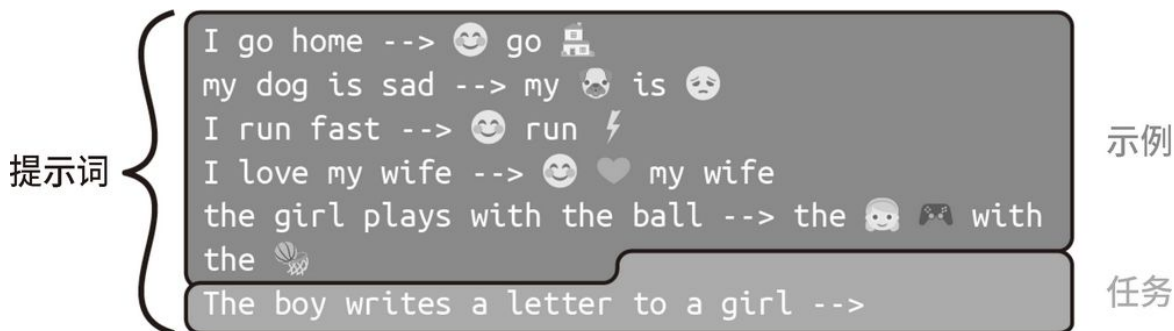 I go home --> 😊 go 🏠
my dog is sad --> my 🐶 is 😞
I run fast --> 😊 run ⚡
I love my wife --> 😊 ❤ my wife
the girl plays with the ball --> the 👧 🎮 with
the 🏀
The boy writes a letter to a girl -->
提示词
示例
任务